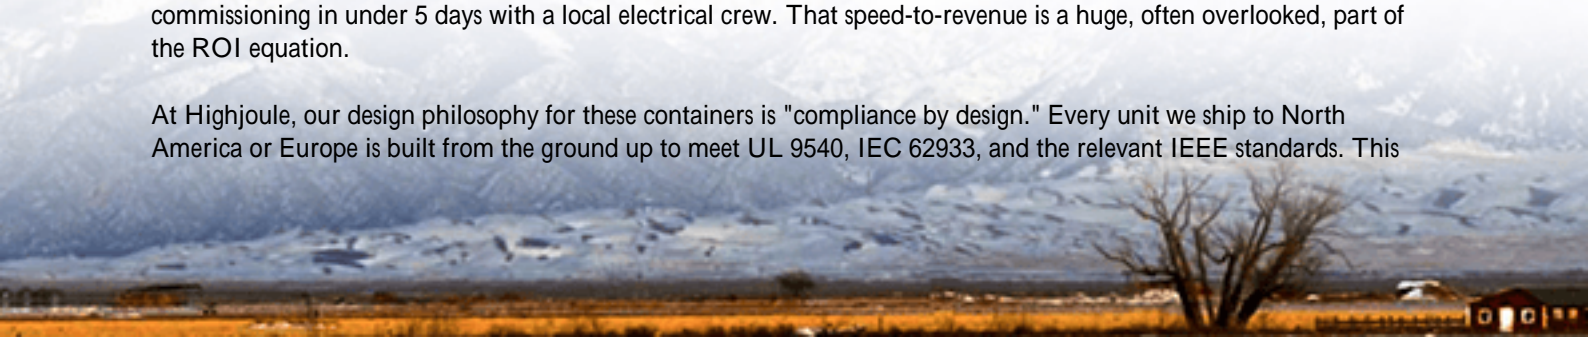 commissioning in under 5 days with a local electrical crew. That speed-to-revenue is a huge, often overlooked, part of
the ROI equation.
At Highjoule, our design philosophy for these containers is "compliance by design." Every unit we ship to North
America or Europe is built from the ground up to meet UL 9540, IEC 62933, and the relevant IEEE standards. This